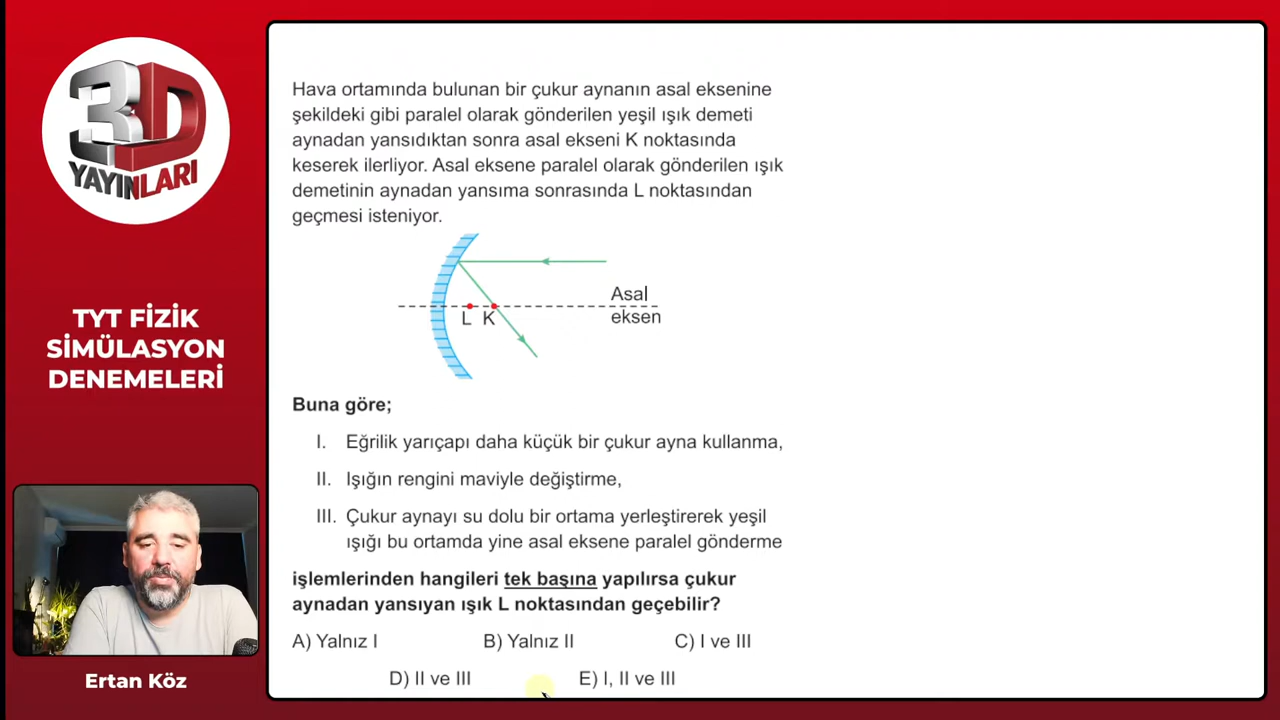 3D
YAYINLARI
TYT FİZİK
SİMÜLASYON
DENEMELERİ
Ertan Köz
Hava ortamında bulunan bir çukur aynanın asal eksenine
şekildeki gibi paralel olarak gönderilen yeşil ışık demeti
aynadan yansıdıktan sonra asal ekseni K noktasında
keserek ilerliyor. Asal eksene paralel olarak gönderilen ışık
demetinin aynadan yansıma sonrasında L noktasından
geçmesi isteniyor.
Asal
eksen
L K
Buna göre;
I. Eğrilik yarıçapı daha küçük bir çukur ayna kullanma,
II. Işığın rengini maviyle değiştirme,
III. Çukur aynayı su dolu bir ortama yerleştirerek yeşil
ışığı bu ortamda yine asal eksene paralel gönderme
işlemlerinden hangileri tek başına yapılırsa çukur
aynadan yansıyan ışık L noktasından geçebilir?
A) Yalnız I B) Yalnız II C) I ve III
D) II ve III E) I, II ve III